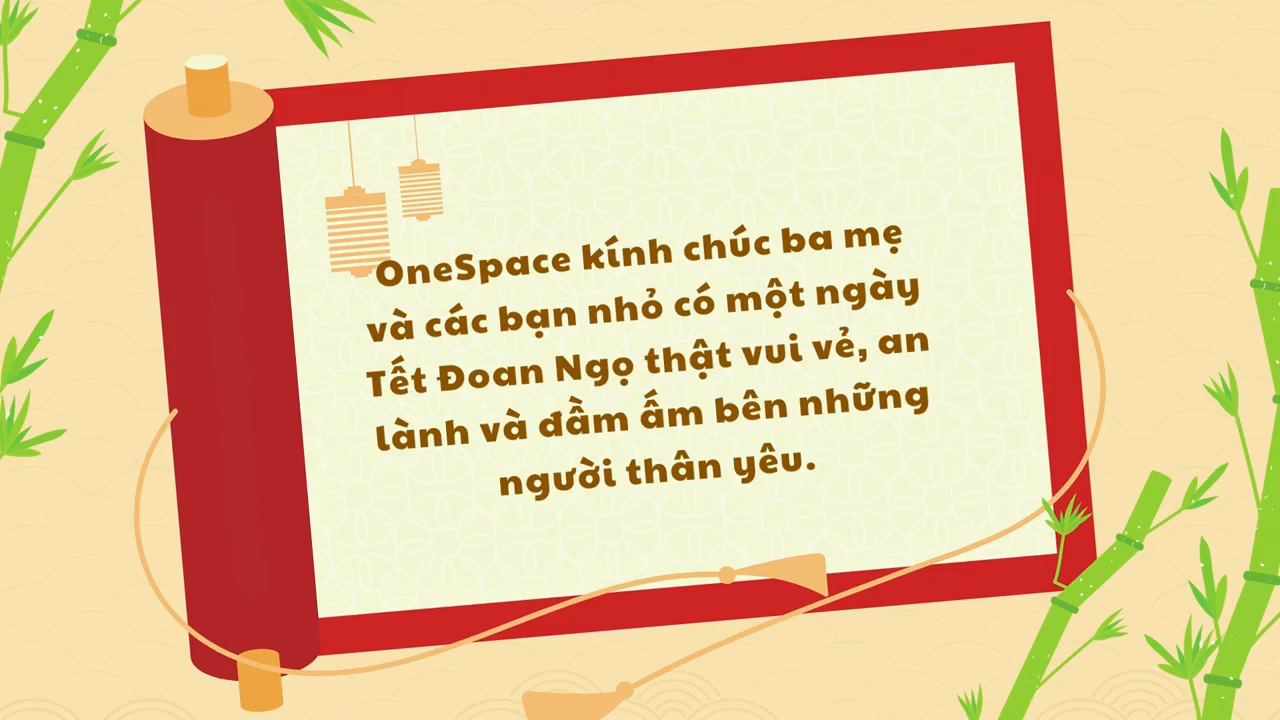 OneSpace kính chúc ba mẹ
và các bạn nhỏ có một ngày
Tết Đoan Ngọ thật vui vẻ, an
lành và đầm ấm bên những
người thân yêu.